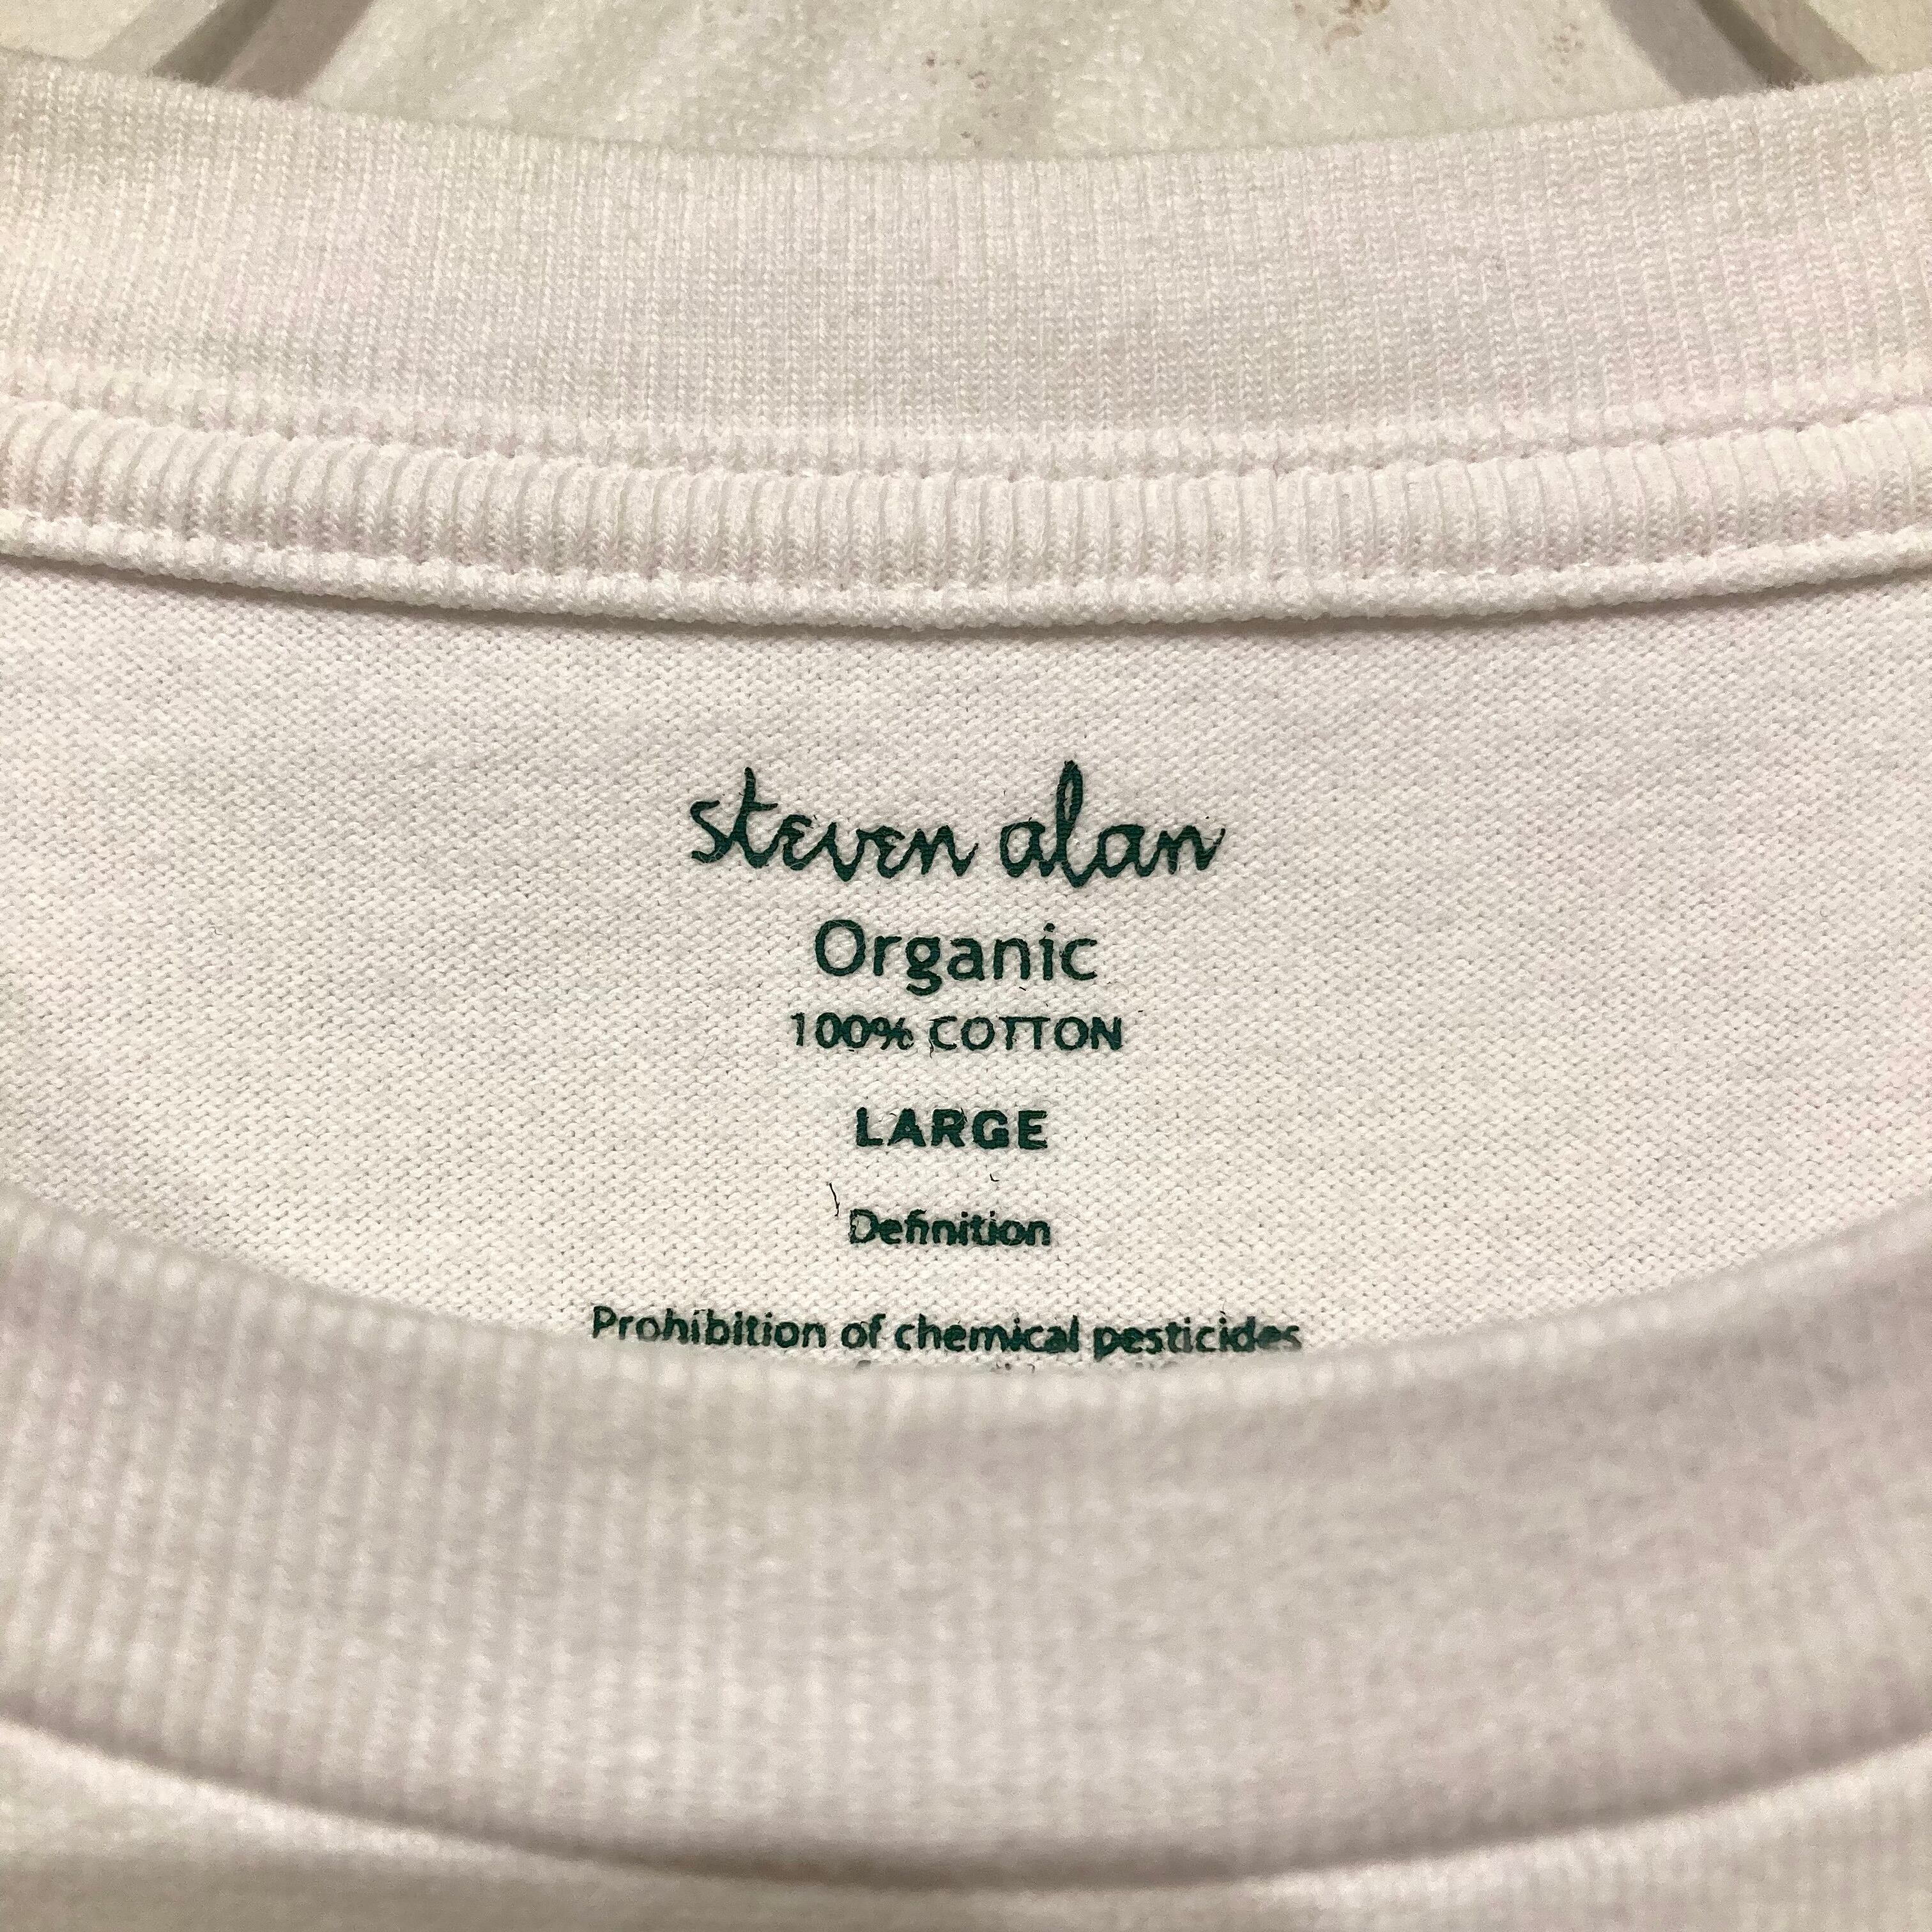 steven alan
Organic
100% COTTON
LARGE
Definition
Prohibition of chemical pesticides